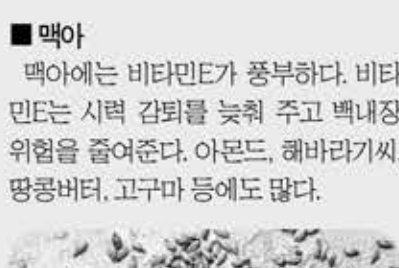 ■ 맥아
맥아에는 비타민E가 풍부하다. 비타
민E는 시력 감퇴를 늦춰 주고 백내장
위험을 줄여준다. 아몬드, 해바라기씨,
땅콩버터, 고구마 등에도 많다.